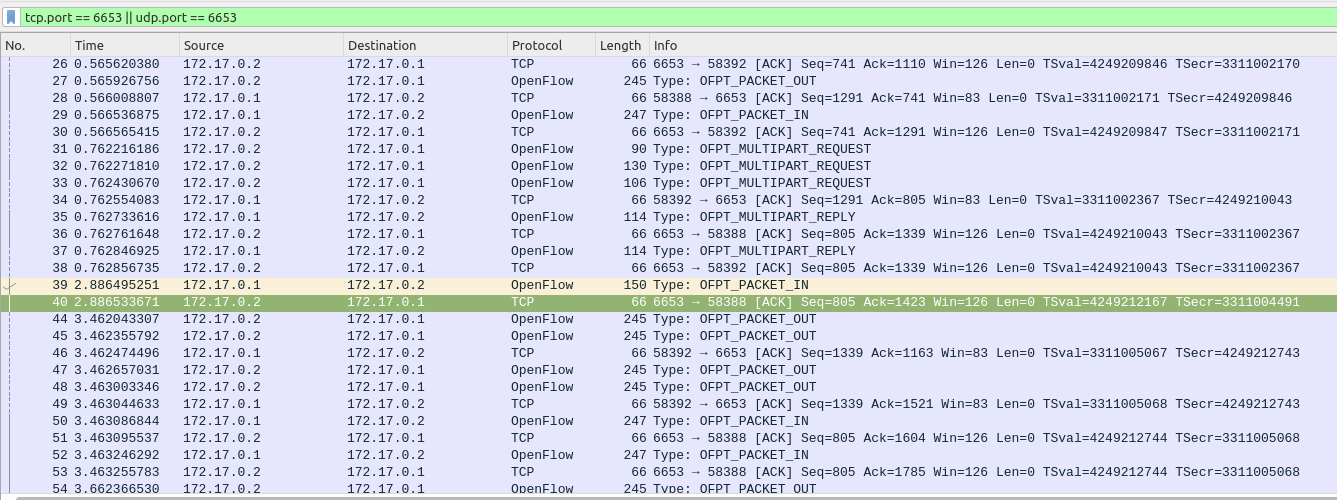 tcp.port == 6653 || udp.port == 6653
No. Time Source Destination Protocol Length Info
26 0.565620380 172.17.0.2 172.17.0.1 TCP 66 6653 → 58392 [ACK] Seq=741 Ack=1110 Win=126 Len=0 TSval=4249209846 TSecr=3311002170
27 0.565926756 172.17.0.2 172.17.0.1 OpenFlow 245 Type: OFPT_PACKET_OUT
28 0.566008807 172.17.0.1 172.17.0.2 TCP 66 58388 → 6653 [ACK] Seq=1291 Ack=741 Win=83 Len=0 TSval=3311002171 TSecr=4249209846
29 0.566536875 172.17.0.1 172.17.0.2 OpenFlow 247 Type: OFPT_PACKET_IN
30 0.566565415 172.17.0.2 172.17.0.1 TCP 66 6653 → 58392 [ACK] Seq=741 Ack=1291 Win=126 Len=0 TSval=4249209847 TSecr=3311002171
31 0.762216186 172.17.0.2 172.17.0.1 OpenFlow 90 Type: OFPT_MULTIPART_REQUEST
32 0.762271810 172.17.0.2 172.17.0.1 OpenFlow 130 Type: OFPT_MULTIPART_REQUEST
33 0.762430670 172.17.0.2 172.17.0.1 OpenFlow 106 Type: OFPT_MULTIPART_REQUEST
34 0.762554083 172.17.0.1 172.17.0.2 TCP 66 58392 → 6653 [ACK] Seq=1291 Ack=805 Win=83 Len=0 TSval=3311002367 TSecr=4249210043
35 0.762733616 172.17.0.1 172.17.0.2 OpenFlow 114 Type: OFPT_MULTIPART_REPLY
36 0.762761648 172.17.0.2 172.17.0.1 TCP 66 6653 → 58388 [ACK] Seq=805 Ack=1339 Win=126 Len=0 TSval=4249210043 TSecr=3311002367
37 0.762846925 172.17.0.1 172.17.0.2 OpenFlow 114 Type: OFPT_MULTIPART_REPLY
38 0.762856735 172.17.0.2 172.17.0.1 TCP 66 6653 → 58392 [ACK] Seq=805 Ack=1339 Win=126 Len=0 TSval=4249210043 TSecr=3311002367
39 2.886495251 172.17.0.1 172.17.0.2 OpenFlow 150 Type: OFPT_PACKET_IN
40 2.886533671 172.17.0.2 172.17.0.1 TCP 66 6653 → 58388 [ACK] Seq=805 Ack=1423 Win=126 Len=0 TSval=4249212167 TSecr=3311004491
44 3.462043307 172.17.0.2 172.17.0.1 OpenFlow 245 Type: OFPT_PACKET_OUT
45 3.462355792 172.17.0.2 172.17.0.1 OpenFlow 245 Type: OFPT_PACKET_OUT
46 3.462474496 172.17.0.1 172.17.0.2 TCP 66 58392 → 6653 [ACK] Seq=1339 Ack=1163 Win=83 Len=0 TSval=3311005067 TSecr=4249212743
47 3.462657031 172.17.0.2 172.17.0.1 OpenFlow 245 Type: OFPT_PACKET_OUT
48 3.463003346 172.17.0.2 172.17.0.1 OpenFlow 245 Type: OFPT_PACKET_OUT
49 3.463044633 172.17.0.1 172.17.0.2 TCP 66 58392 → 6653 [ACK] Seq=1339 Ack=1521 Win=83 Len=0 TSval=3311005068 TSecr=4249212743
50 3.463086844 172.17.0.1 172.17.0.2 OpenFlow 247 Type: OFPT_PACKET_IN
51 3.463095537 172.17.0.2 172.17.0.1 TCP 66 6653 → 58388 [ACK] Seq=805 Ack=1604 Win=126 Len=0 TSval=4249212744 TSecr=3311005068
52 3.463246292 172.17.0.1 172.17.0.2 OpenFlow 247 Type: OFPT_PACKET_IN
53 3.463255783 172.17.0.2 172.17.0.1 TCP 66 6653 → 58388 [ACK] Seq=805 Ack=1785 Win=126 Len=0 TSval=4249212744 TSecr=3311005068
54 3.662366530 172.17.0.2 172.17.0.1 OpenFlow 245 Type: OFPT_PACKET_OUT